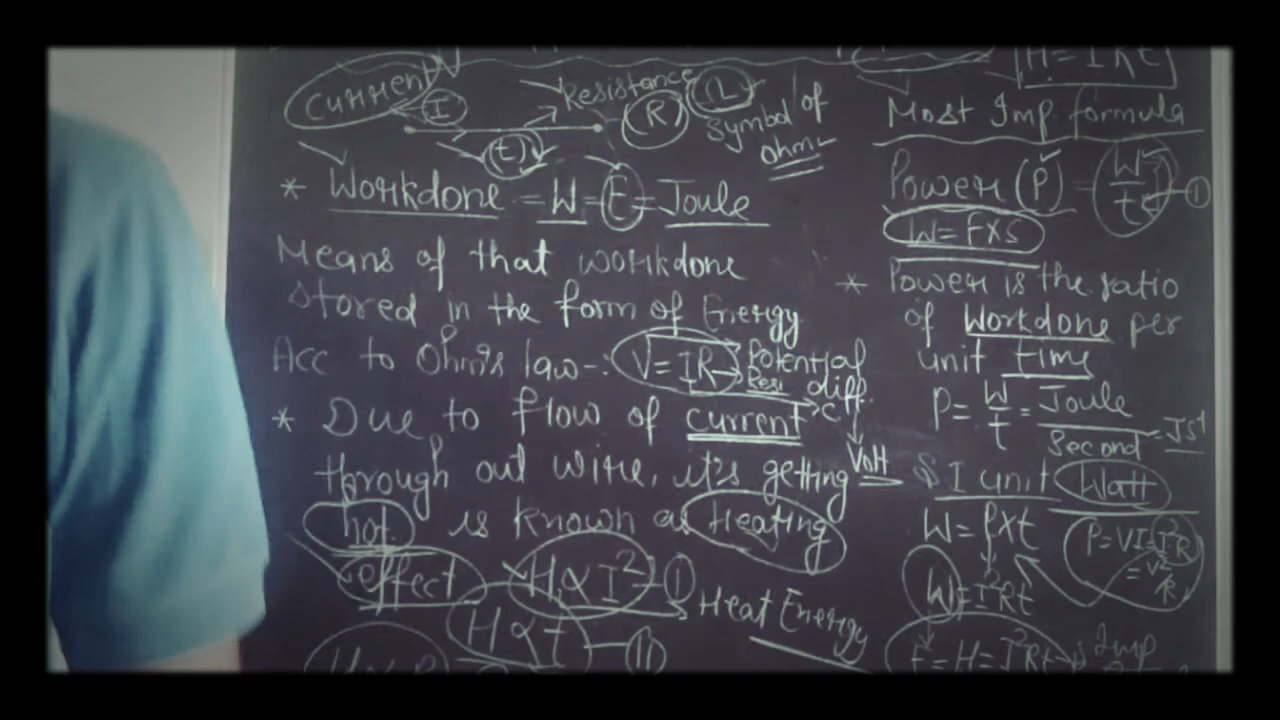 Current
I
Resistance
R
Ω
Symbol of
ohm
t
* Workdone = W = E = Joule
Means of that workdone
stored in the form of Energy
Acc to Ohm's law-: V = IR
Potential
diff.
Resi
C
Volt
* Due to flow of current
through out wire, it's getting
hot. is known as Heating
effect
H ∝ I² - ①
H ∝ t - ⑪
Heat Energy
Most Imp. formula
Power (P) = W/t - ①
W = F×S
* Power is the ratio
of Workdone per
unit time
P = W/t = Joule/Second = JS⁻¹
SI unit Watt
W = P×t
P = VI = I²R
= V²/R
W = I²Rt
E = H = I²Rt → Imp